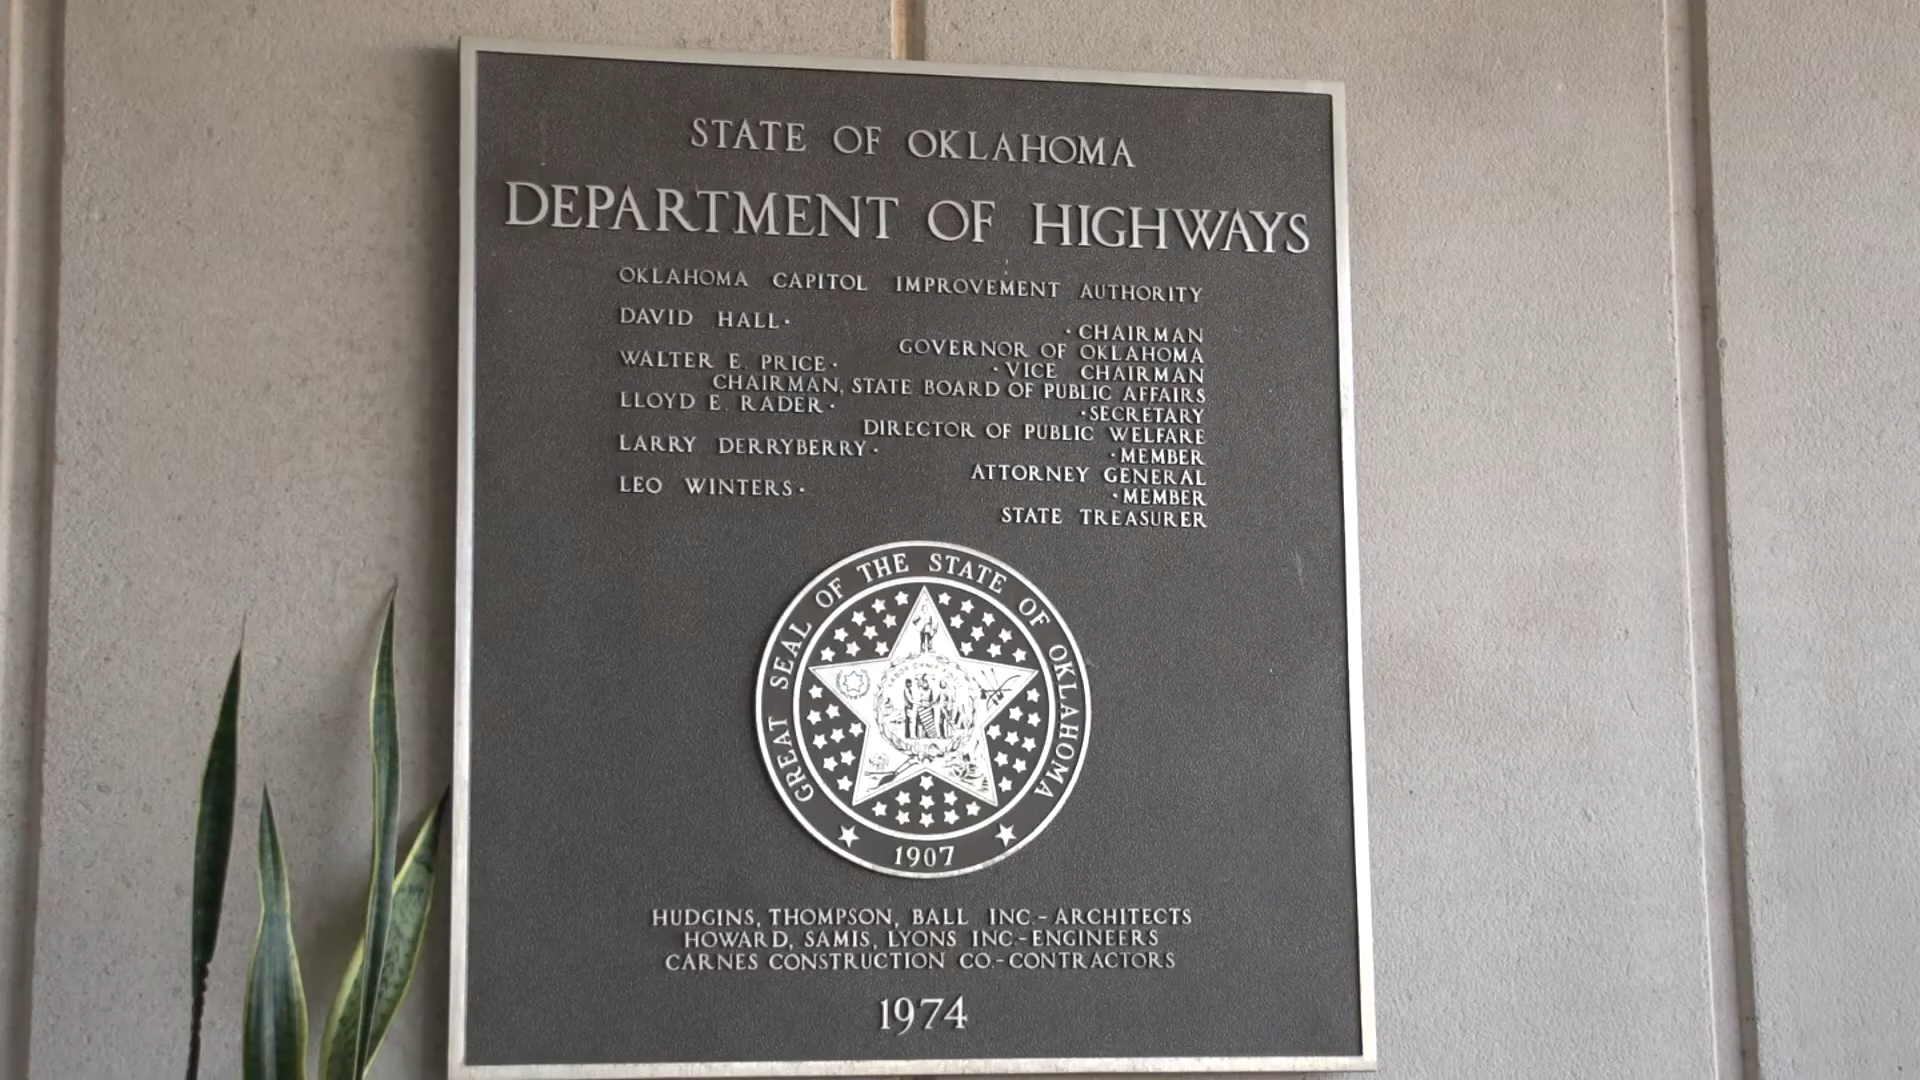 STATE OF OKLAHOMA
DEPARTMENT OF HIGHWAYS
OKLAHOMA CAPITOL IMPROVEMENT AUTHORITY
DAVID HALL· ·CHAIRMAN
GOVERNOR OF OKLAHOMA
WALTER E. PRICE· ·VICE CHAIRMAN
CHAIRMAN, STATE BOARD OF PUBLIC AFFAIRS
LLOYD E. RADER· ·SECRETARY
DIRECTOR OF PUBLIC WELFARE
LARRY DERRYBERRY· ·MEMBER
ATTORNEY GENERAL
LEO WINTERS· ·MEMBER
STATE TREASURER
GREAT SEAL OF THE STATE OF OKLAHOMA
1907
HUDGINS, THOMPSON, BALL INC.-ARCHITECTS
HOWARD, SAMIS, LYONS INC.-ENGINEERS
CARNES CONSTRUCTION CO.-CONTRACTORS
1974